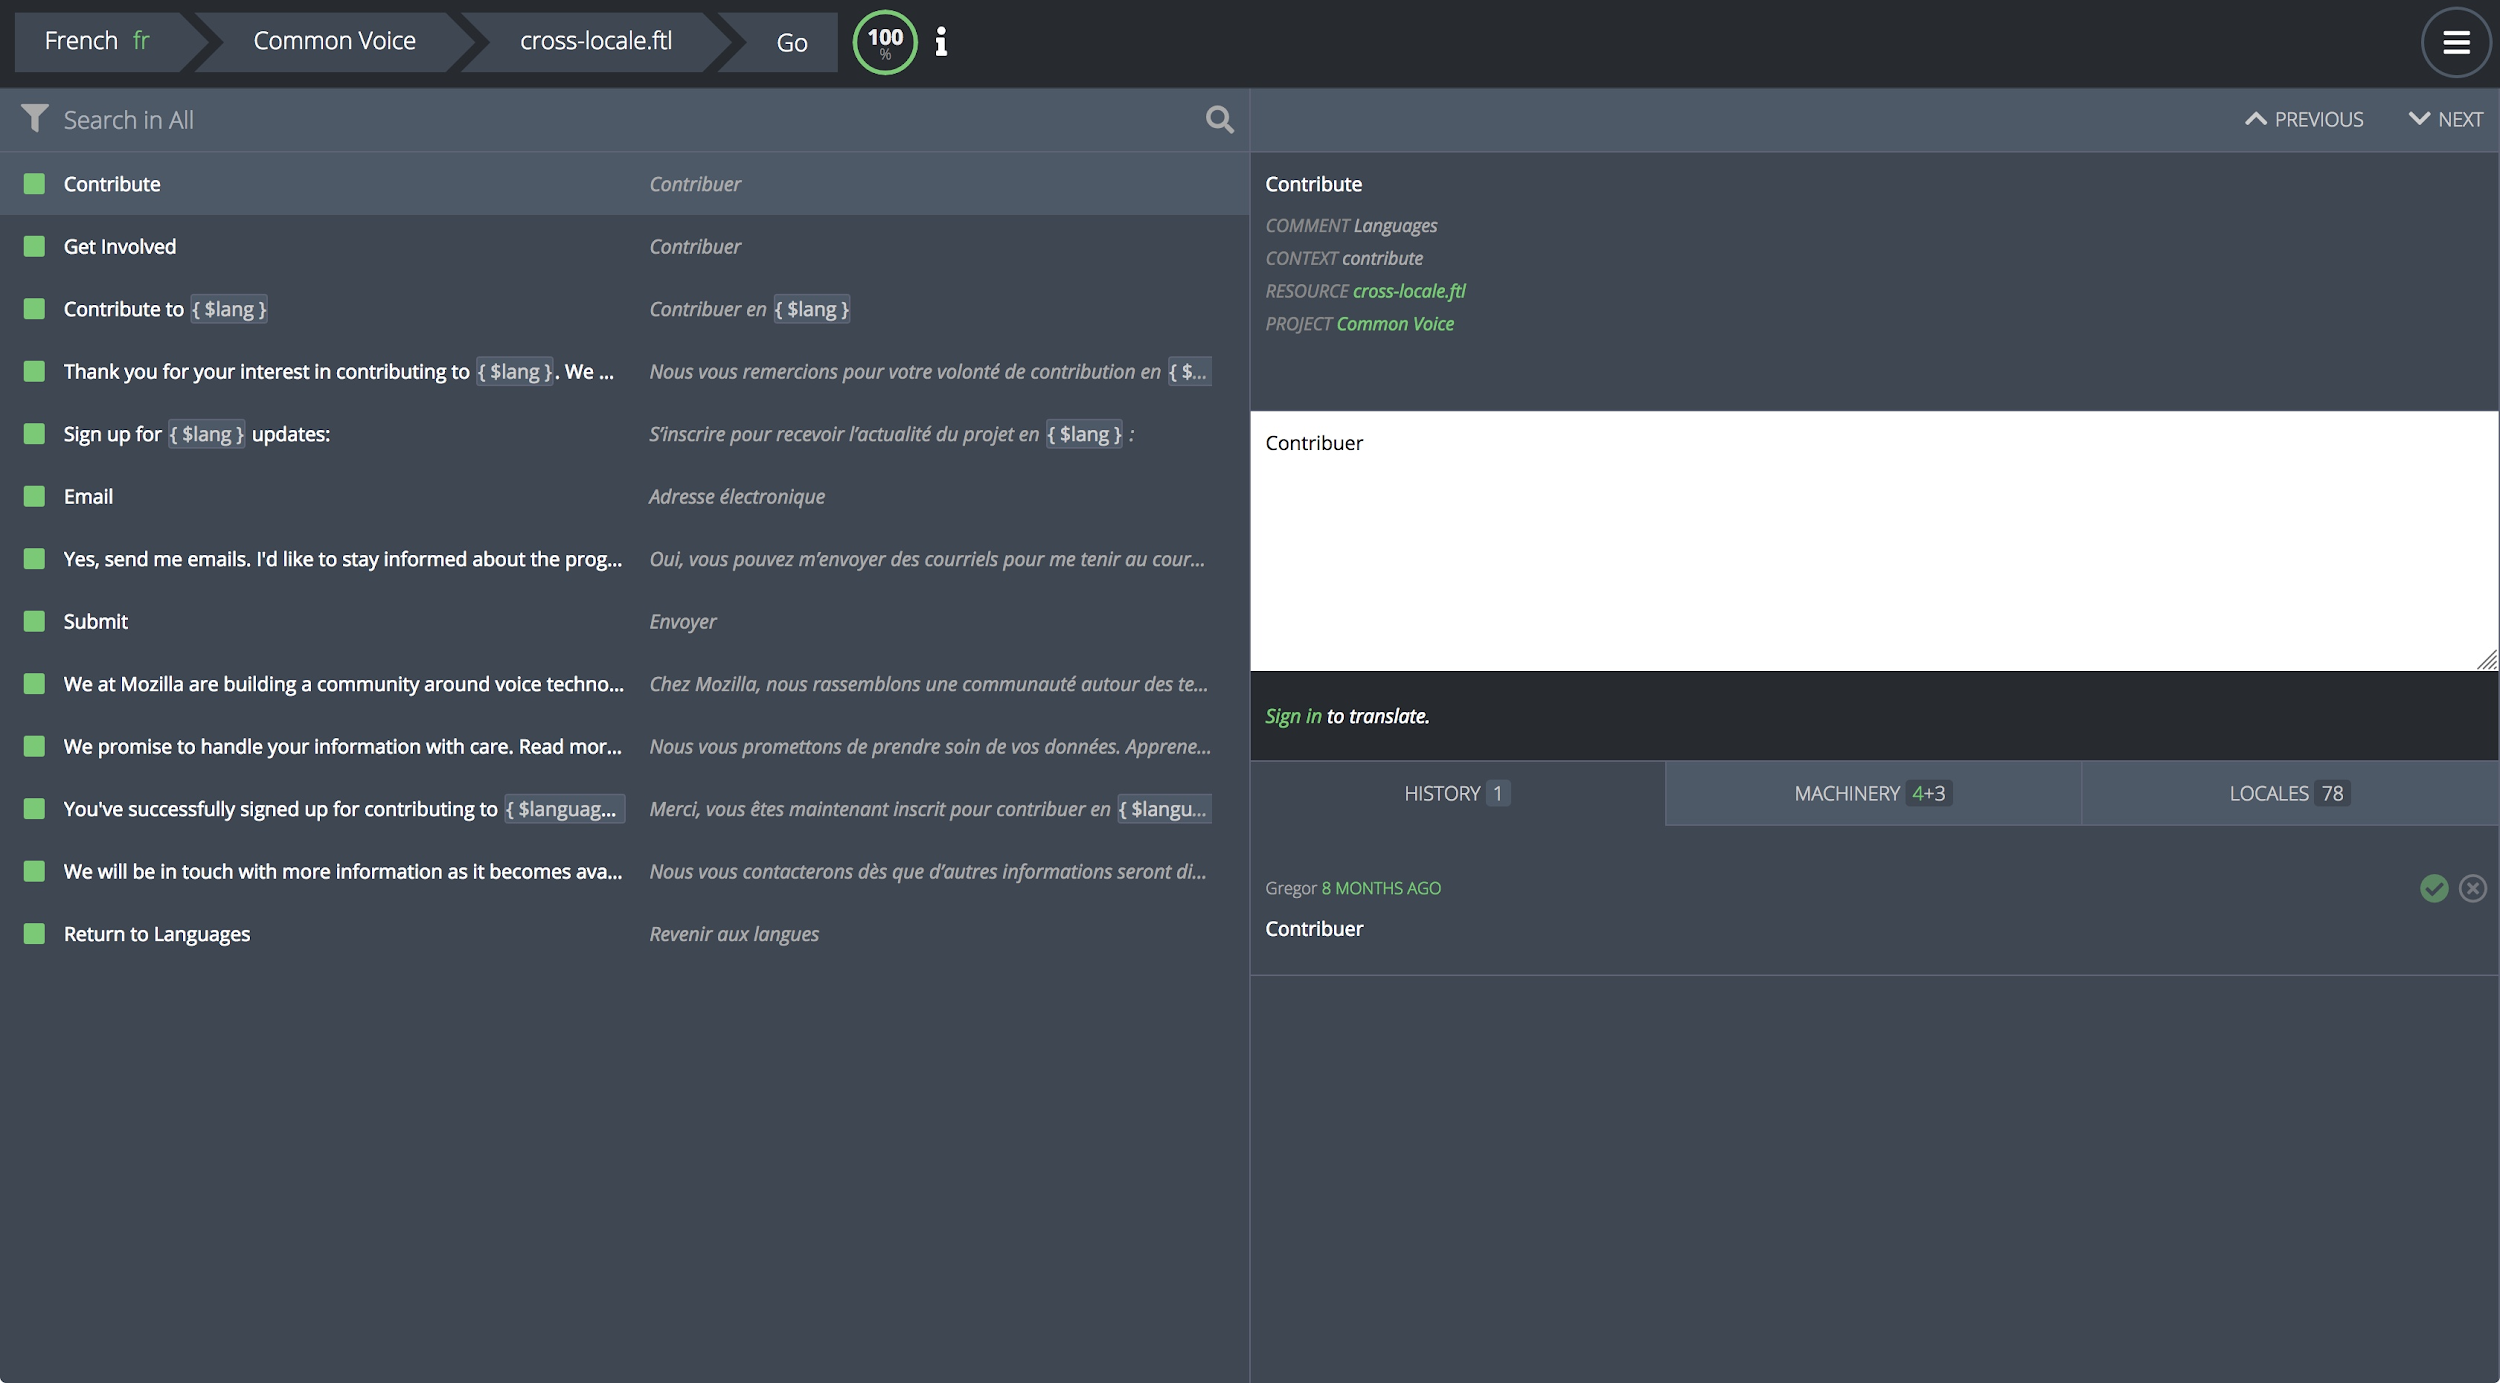 French fr Common Voice cross-locale.ftl Go 100 %
Search in All
PREVIOUS NEXT
Contribute Contribuer
Get Involved Contribuer
Contribute to { $lang } Contribuer en { $lang }
Thank you for your interest in contributing to { $lang }. We ... Nous vous remercions pour votre volonté de contribution en { $...
Sign up for { $lang } updates: S’inscrire pour recevoir l’actualité du projet en { $lang } :
Email Adresse électronique
Yes, send me emails. I'd like to stay informed about the prog... Oui, vous pouvez m’envoyer des courriels pour me tenir au cour...
Submit Envoyer
We at Mozilla are building a community around voice techno... Chez Mozilla, nous rassemblons une communauté autour des te...
We promise to handle your information with care. Read mor... Nous vous promettons de prendre soin de vos données. Apprene...
You've successfully signed up for contributing to { $languag... Merci, vous êtes maintenant inscrit pour contribuer en { $langu...
We will be in touch with more information as it becomes ava... Nous vous contacterons dès que d’autres informations seront di...
Return to Languages Revenir aux langues
Contribute
COMMENT Languages
CONTEXT contribute
RESOURCE cross-locale.ftl
PROJECT Common Voice
Contribuer
Sign in to translate.
HISTORY 1 MACHINERY 4+3 LOCALES 78
Gregor 8 MONTHS AGO
Contribuer